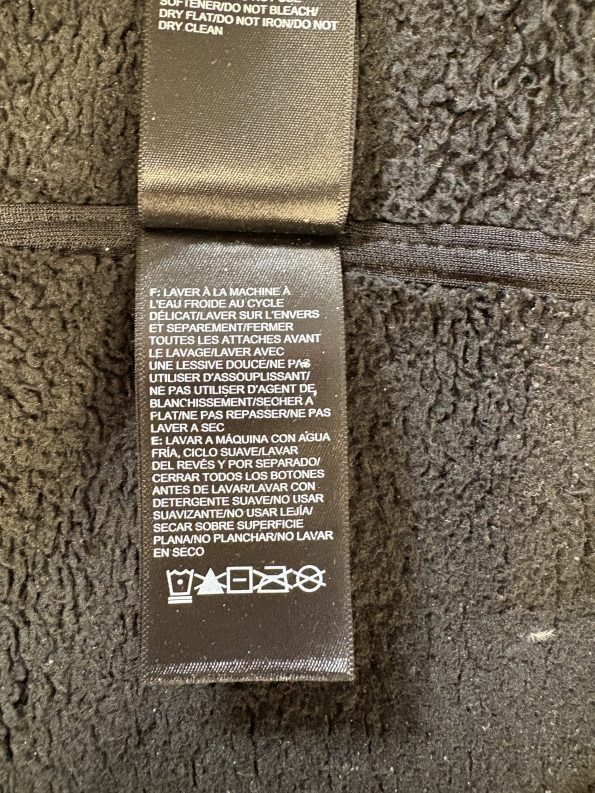 SOFTENER/DO NOT BLEACH/
DRY FLAT/DO NOT IRON/DO NOT
DRY CLEAN
F: LAVER À LA MACHINE À
L'EAU FROIDE AU CYCLE
DÉLICAT/LAVER SUR L'ENVERS
ET SEPAREMENT/FERMER
TOUTES LES ATTACHES AVANT
LE LAVAGE/LAVER AVEC
UNE LESSIVE DOUCE/NE PAS
UTILISER D'ASSOUPLISSANT/
NE PAS UTILISER D'AGENT DE
BLANCHISSEMENT/SECHER A
PLAT/NE PAS REPASSER/NE PAS
LAVER A SEC
E: LAVAR A MÁQUINA CON AGUA
FRÍA, CICLO SUAVE/LAVAR
DEL REVÉS Y POR SEPARADO/
CERRAR TODOS LOS BOTONES
ANTES DE LAVAR/LAVAR CON
DETERGENTE SUAVE/NO USAR
SUAVIZANTE/NO USAR LEJÍA/
SECAR SOBRE SUPERFICIE
PLANA/NO PLANCHAR/NO LAVAR
EN SECO